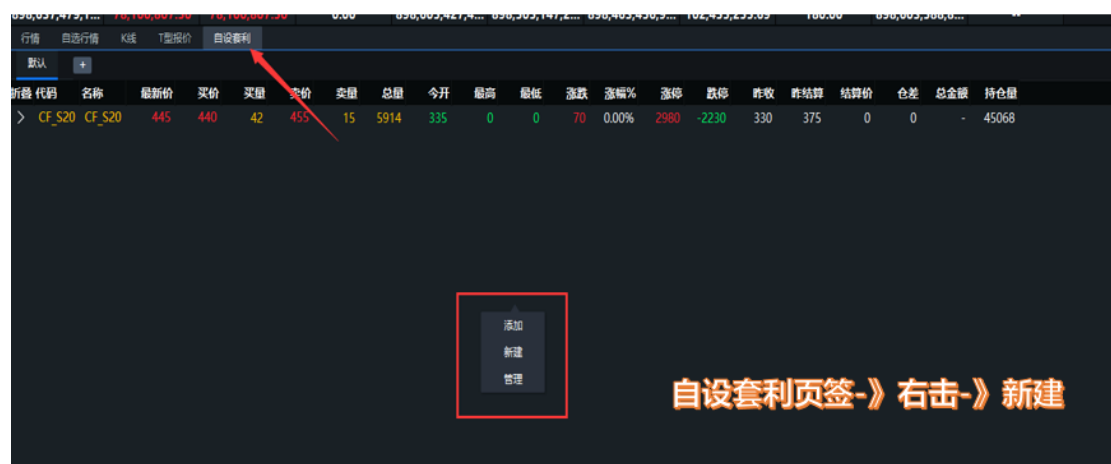 行情 自选行情 K线 T型报价 自设套利
默认 +
折叠 代码 名称 最新价 买价 买量 卖价 卖量 总量 今开 最高 最低 涨跌 涨幅% 涨停 跌停 昨收 昨结算 结算价 仓差 总金额 持仓量
> CF_S20 CF_S20 445 440 42 455 15 5914 335 0 0 70 0.00% 2980 -2230 330 375 0 0 - 45068
添加
新建
管理
自设套利页签-》右击-》新建